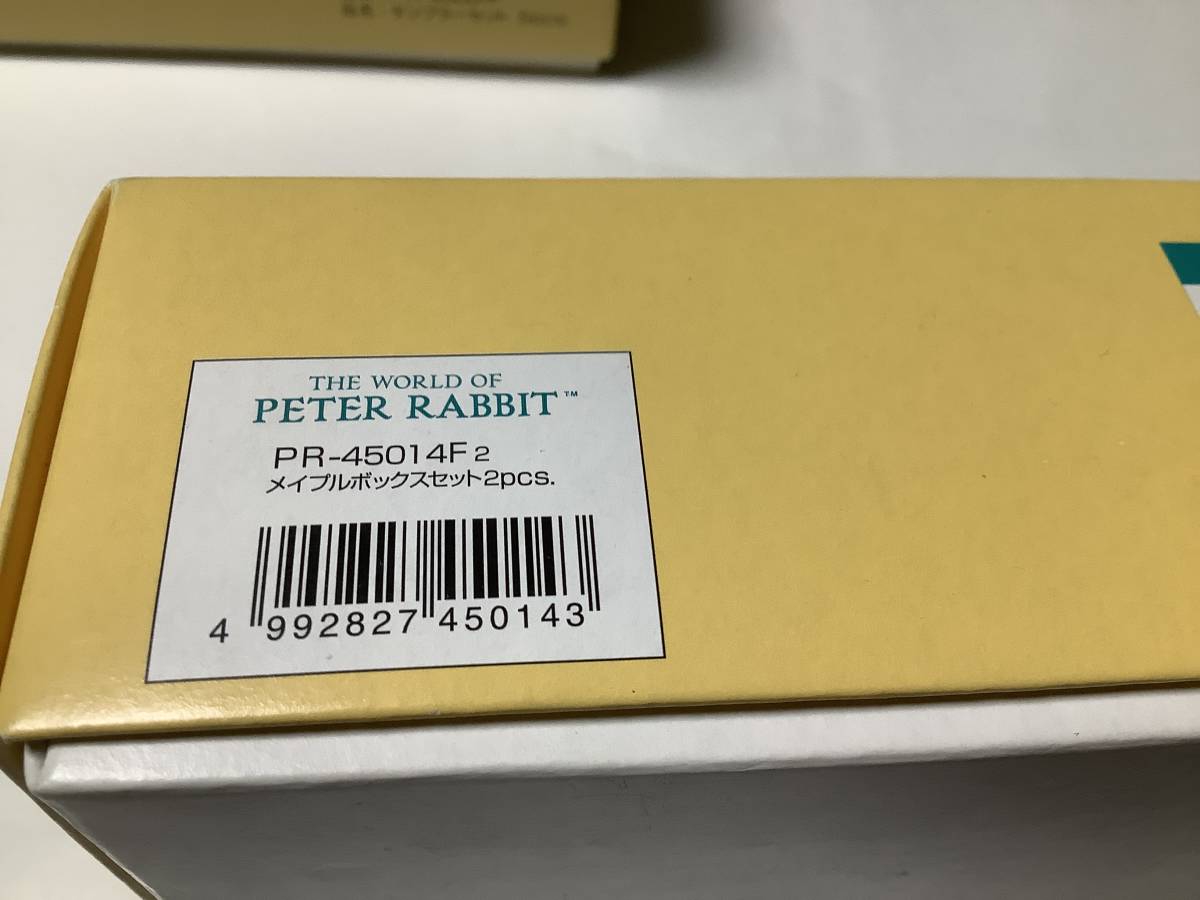 THE WORLD OF
PETER RABBIT™
PR-45014F2
メイプルボックスセット2pcs.
4 992827 450143